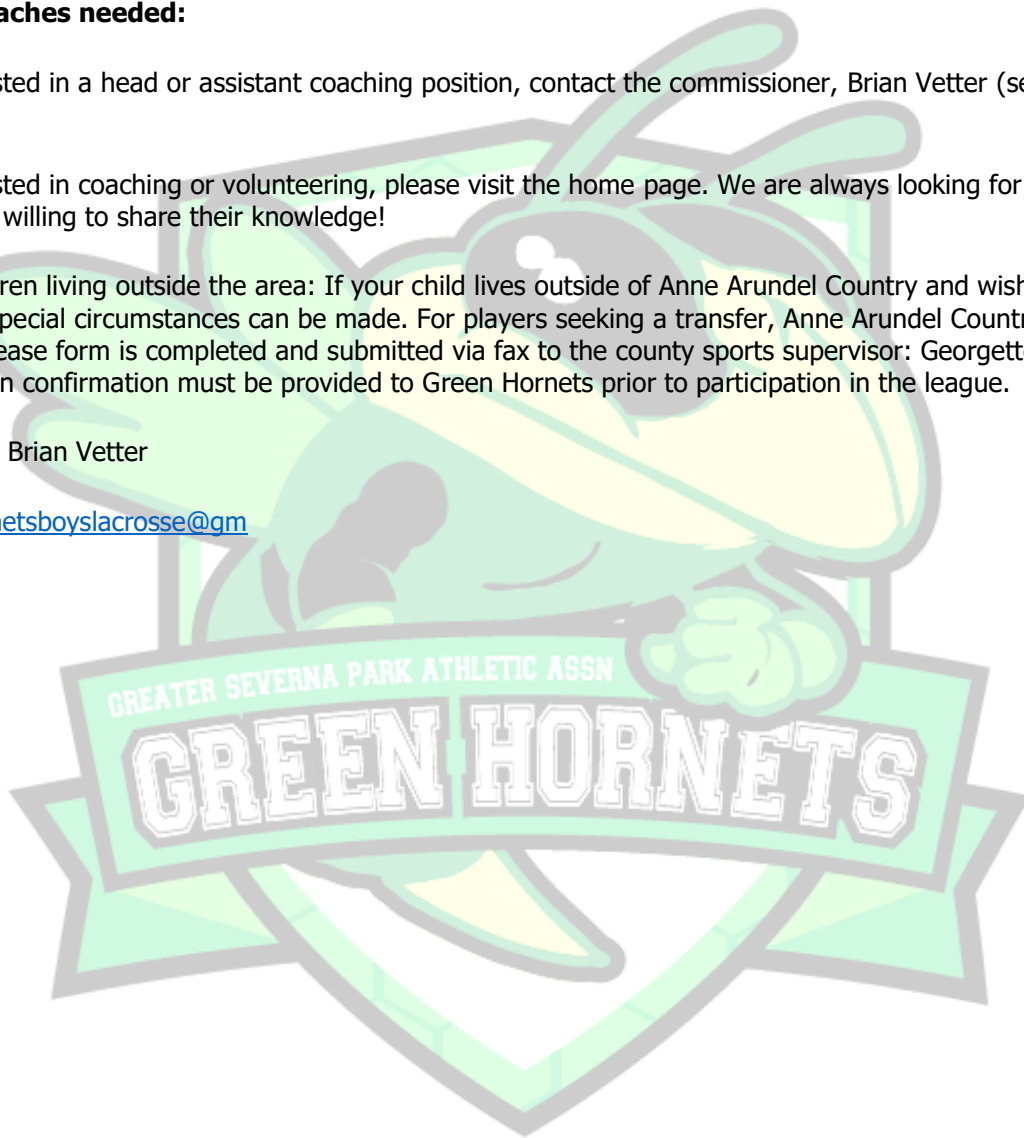 aches needed:
sted in a head or assistant coaching position, contact the commissioner, Brian Vetter (se
sted in coaching or volunteering, please visit the home page. We are always looking for
willing to share their knowledge!
ren living outside the area: If your child lives outside of Anne Arundel Country and wish
pecial circumstances can be made. For players seeking a transfer, Anne Arundel Countr
ease form is completed and submitted via fax to the county sports supervisor: Georgette
n confirmation must be provided to Green Hornets prior to participation in the league.
Brian Vetter
netsboyslacrosse@gm
GREATER SEVERNA PARK ATHLETIC ASSN
GREEN HORNETS